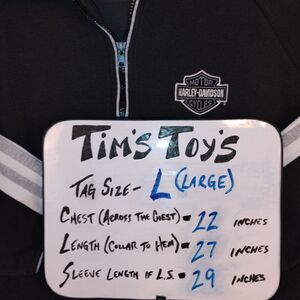 MOTOR
HARLEY-DAVIDSON
CYCLES
TIM'S TOY'S
TAG SIZE- L (LARGE)
CHEST (ACROSS THE CHEST)- 22 INCHES
LENGTH (COLLAR TO HEM)- 27 INCHES
SLEEVE LENGTH IF L.S.- 29 INCHES